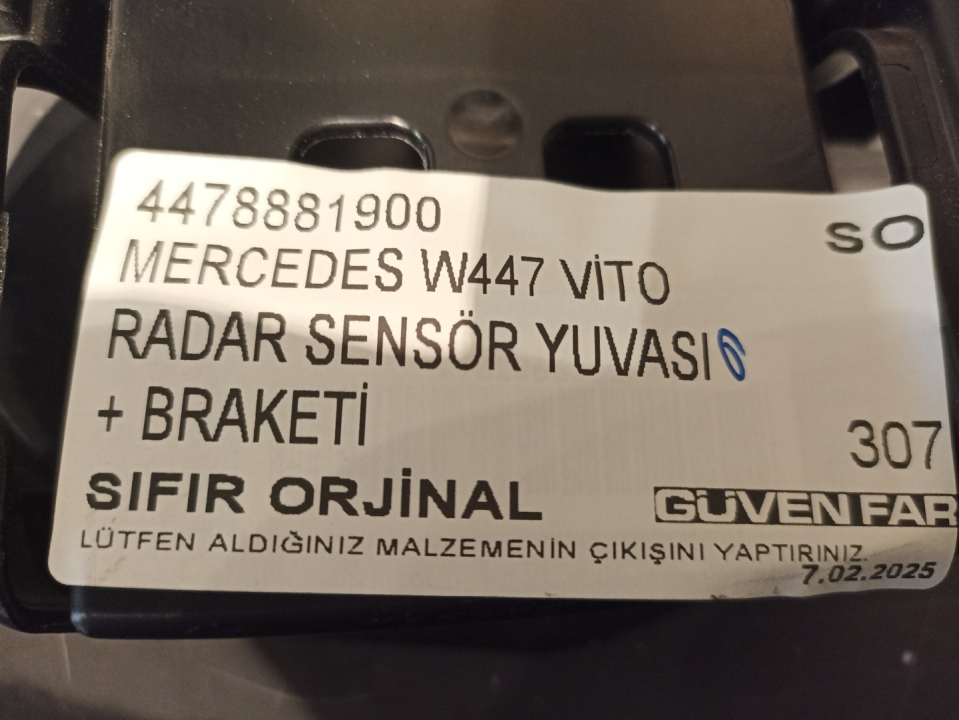 4478881900
SO
MERCEDES W447 VİTO
RADAR SENSÖR YUVASI 6
+ BRAKETİ
307
SIFIR ORJİNAL
GÜVEN FAR
LÜTFEN ALDIĞINIZ MALZEMENİN ÇIKIŞINI YAPTIRINIZ.
7.02.2025